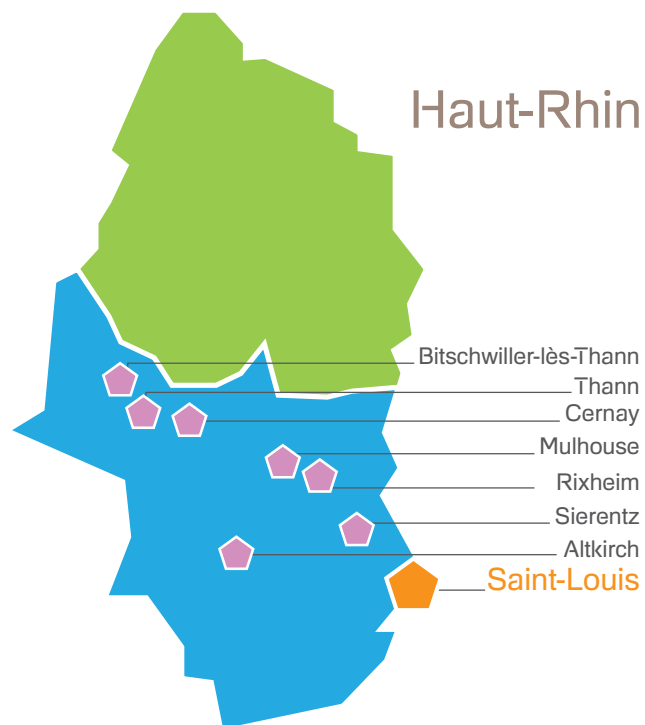 Haut-Rhin
Bitschwiller-lès-Thann
Thann
Cernay
Mulhouse
Rixheim
Sierentz
Altkirch
Saint-Louis